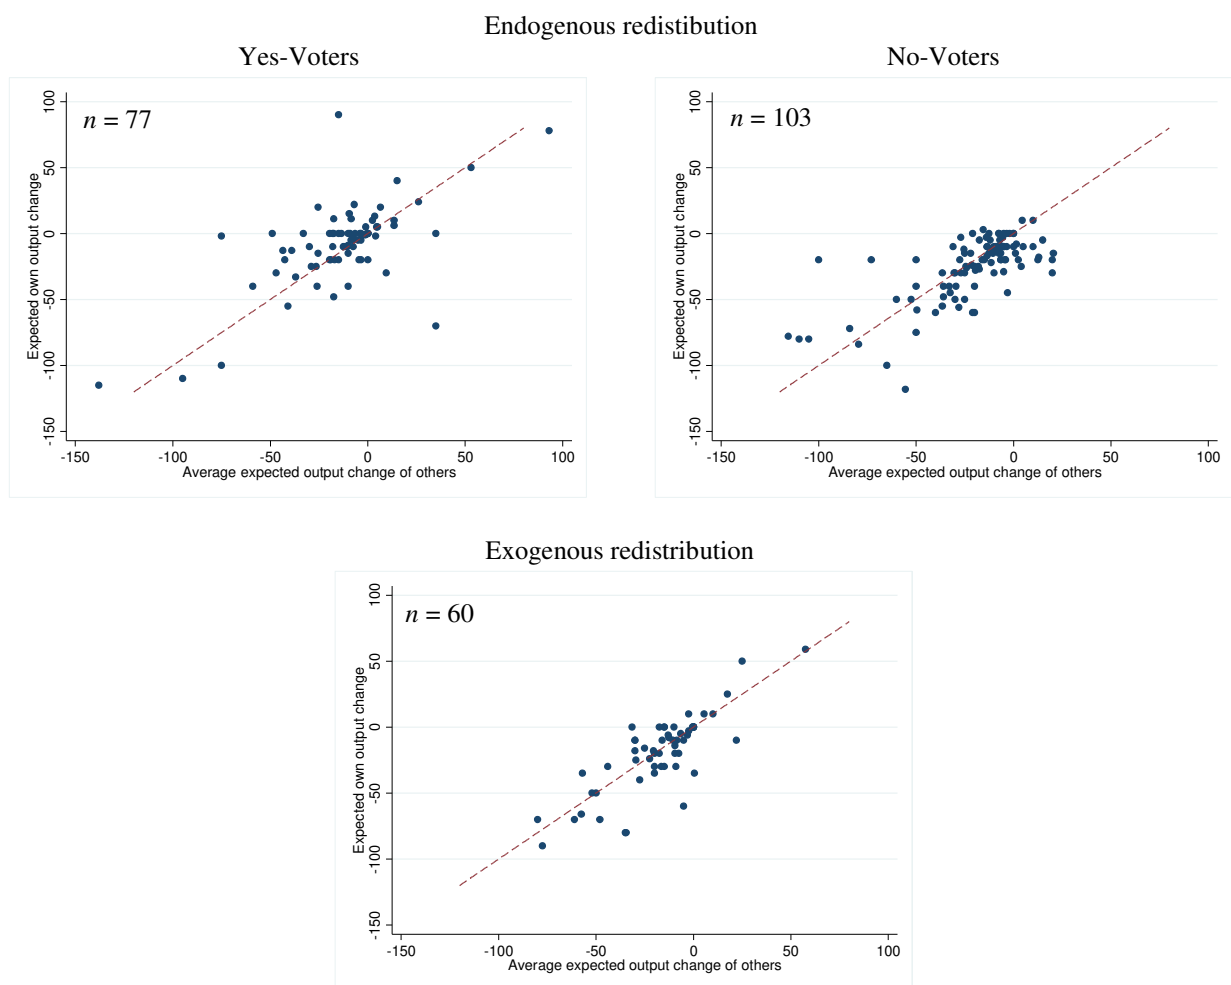 Endogenous redistibution
Yes-Voters
No-Voters
n = 77
Expected own output change
100
50
0
-50
-100
-150
-150 -100 -50 0 50 100
Average expected output change of others
n = 103
Expected own output change
100
50
0
-50
-100
-150
-150 -100 -50 0 50 100
Average expected output change of others
Exogenous redistribution
n = 60
Expected own output change
100
50
0
-50
-100
-150
-150 -100 -50 0 50 100
Average expected output change of others